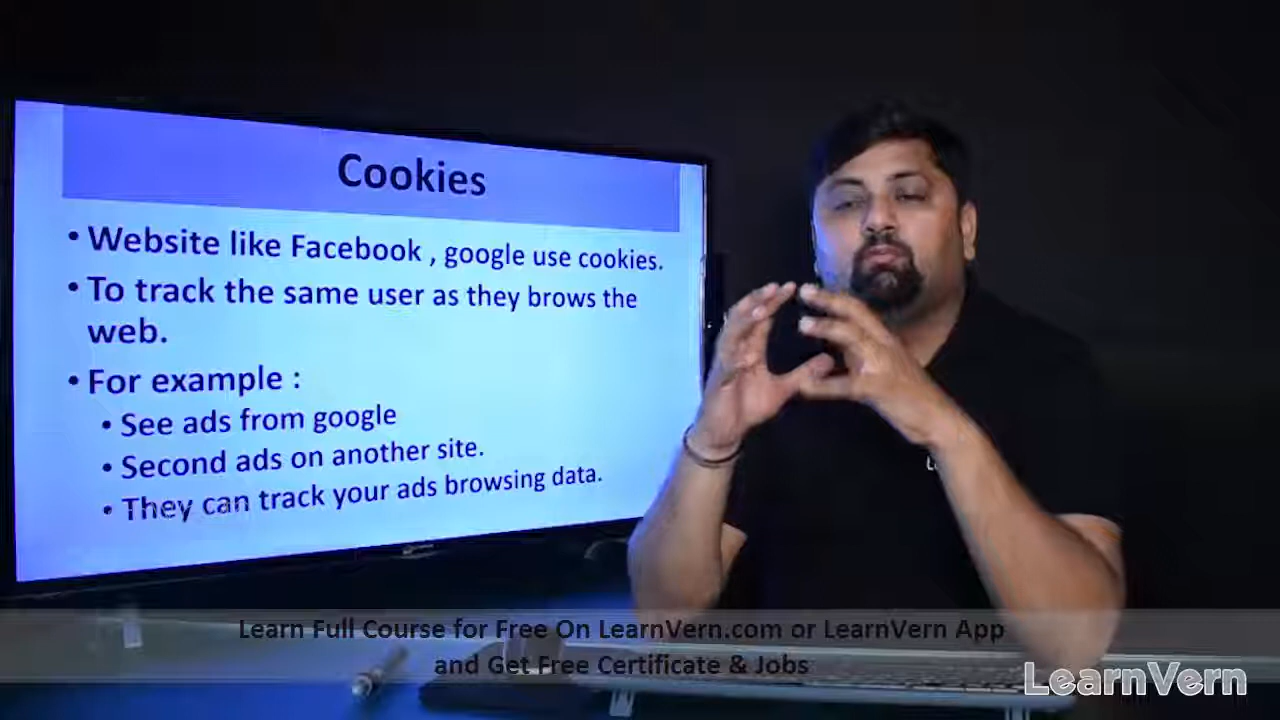 Cookies
• Website like Facebook , google use cookies.
• To track the same user as they brows the
web.
• For example :
• See ads from google
• Second ads on another site.
• They can track your ads browsing data.
Learn Full Course for Free On LearnVern.com or LearnVern App
and Get Free Certificate & Jobs
LearnVern